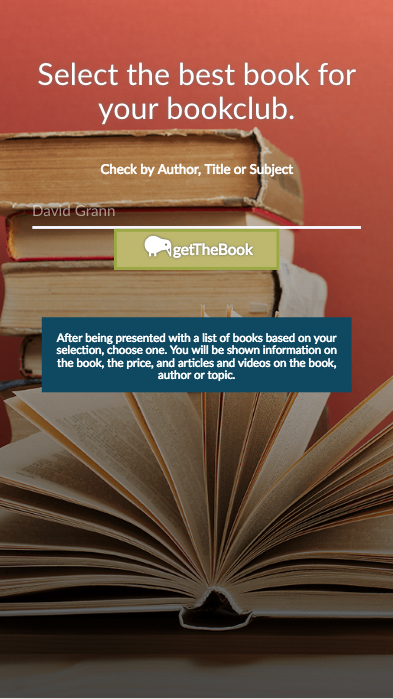 Select the best book for
your bookclub.
Check by Author, Title or Subject
David Grann
getTheBook
After being presented with a list of books based on your
selection, choose one. You will be shown information on
the book, the price, and articles and videos on the book,
author or topic.